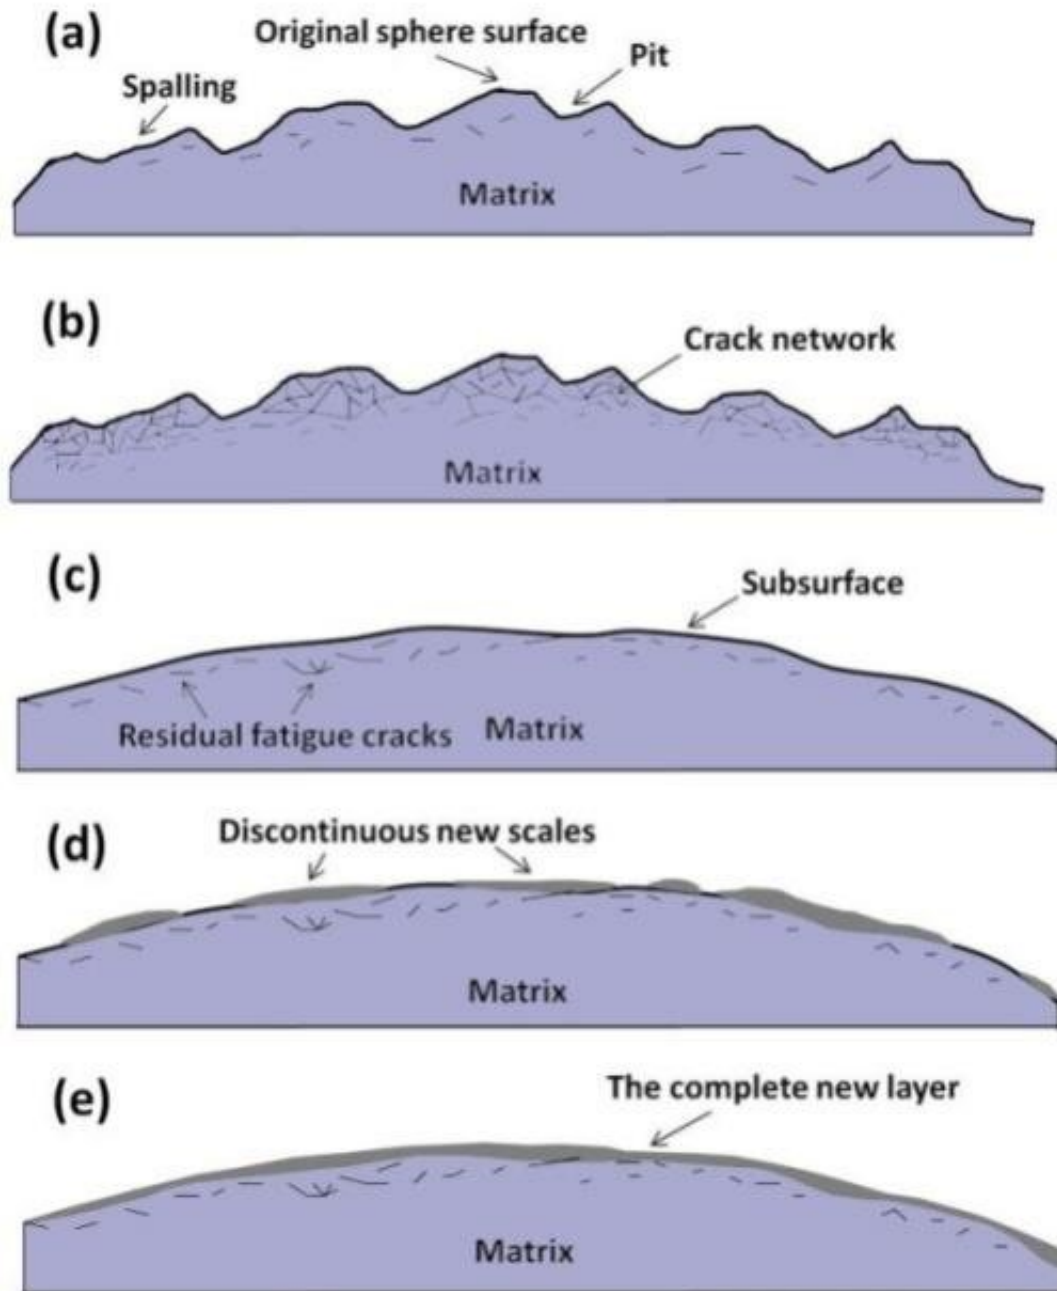 (a)
Original sphere surface
Pit
Spalling
Matrix
(b)
Crack network
Matrix
(c)
Subsurface
Residual fatigue cracks
Matrix
(d)
Discontinuous new scales
Matrix
(e)
The complete new layer
Matrix